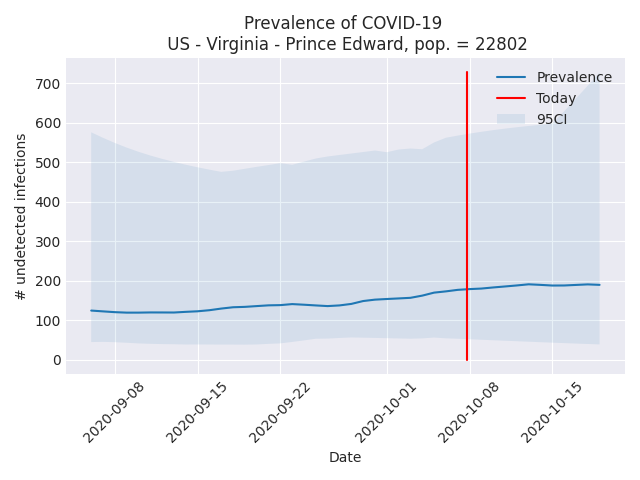 Prevalence of COVID-19
US - Virginia - Prince Edward, pop. = 22802
Prevalence
Today
95CI
# undetected infections
700
600
500
400
300
200
100
0
2020-09-08
2020-09-15
2020-09-22
2020-10-01
2020-10-08
2020-10-15
Date